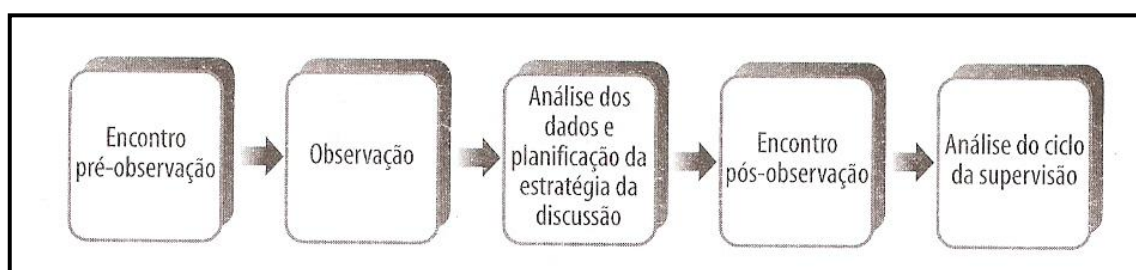 Encontro
pré-observação
Observação
Análise dos
dados e
planificação da
estratégia da
discussão
Encontro
pós-observação
Análise do ciclo
da supervisão